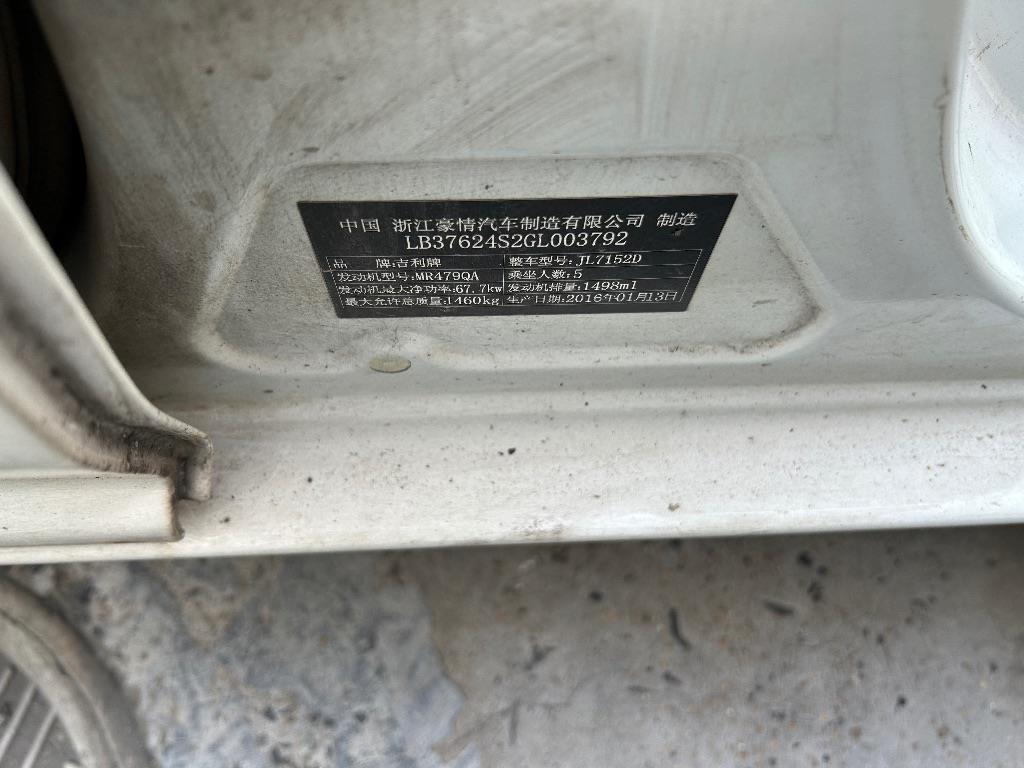 中国 浙江豪情汽车制造有限公司 制造
LB37624S2GL003792
品 牌:吉利牌 整车型号:JL7152D
发动机型号:MR479QA 乘坐人数:5
发动机最大净功率:67.7kw 发动机排量:1498ml
最大允许总质量:1460kg 生产日期:2016年01月13日